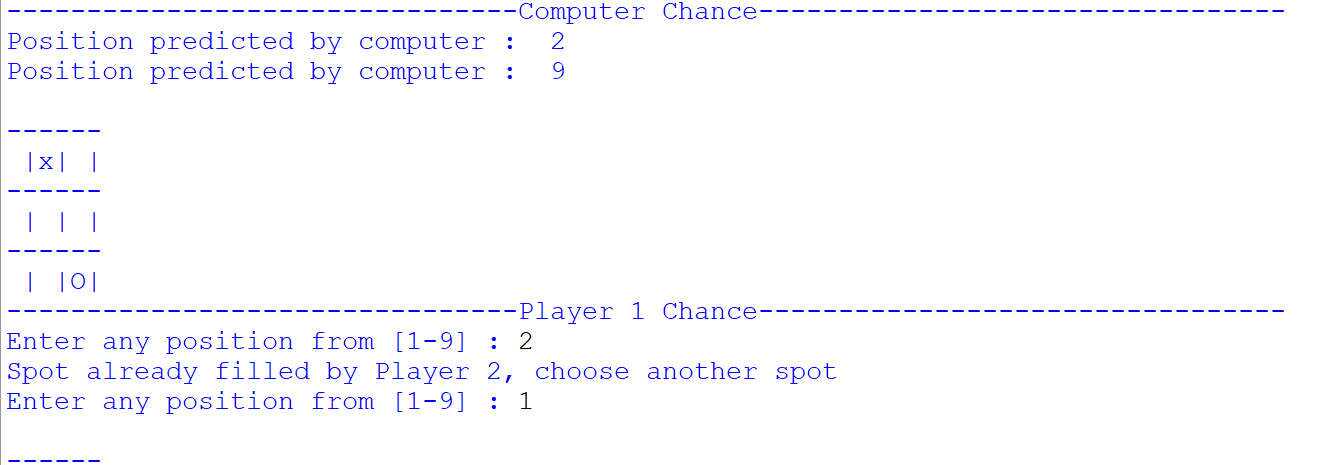 --------------------------------Computer Chance---------------------------------
Position predicted by computer :  2
Position predicted by computer :  9
------
 |x| |
------
 | | |
------
 | |O|
--------------------------------Player 1 Chance---------------------------------
Enter any position from [1-9] : 2
Spot already filled by Player 2, choose another spot
Enter any position from [1-9] : 1
------